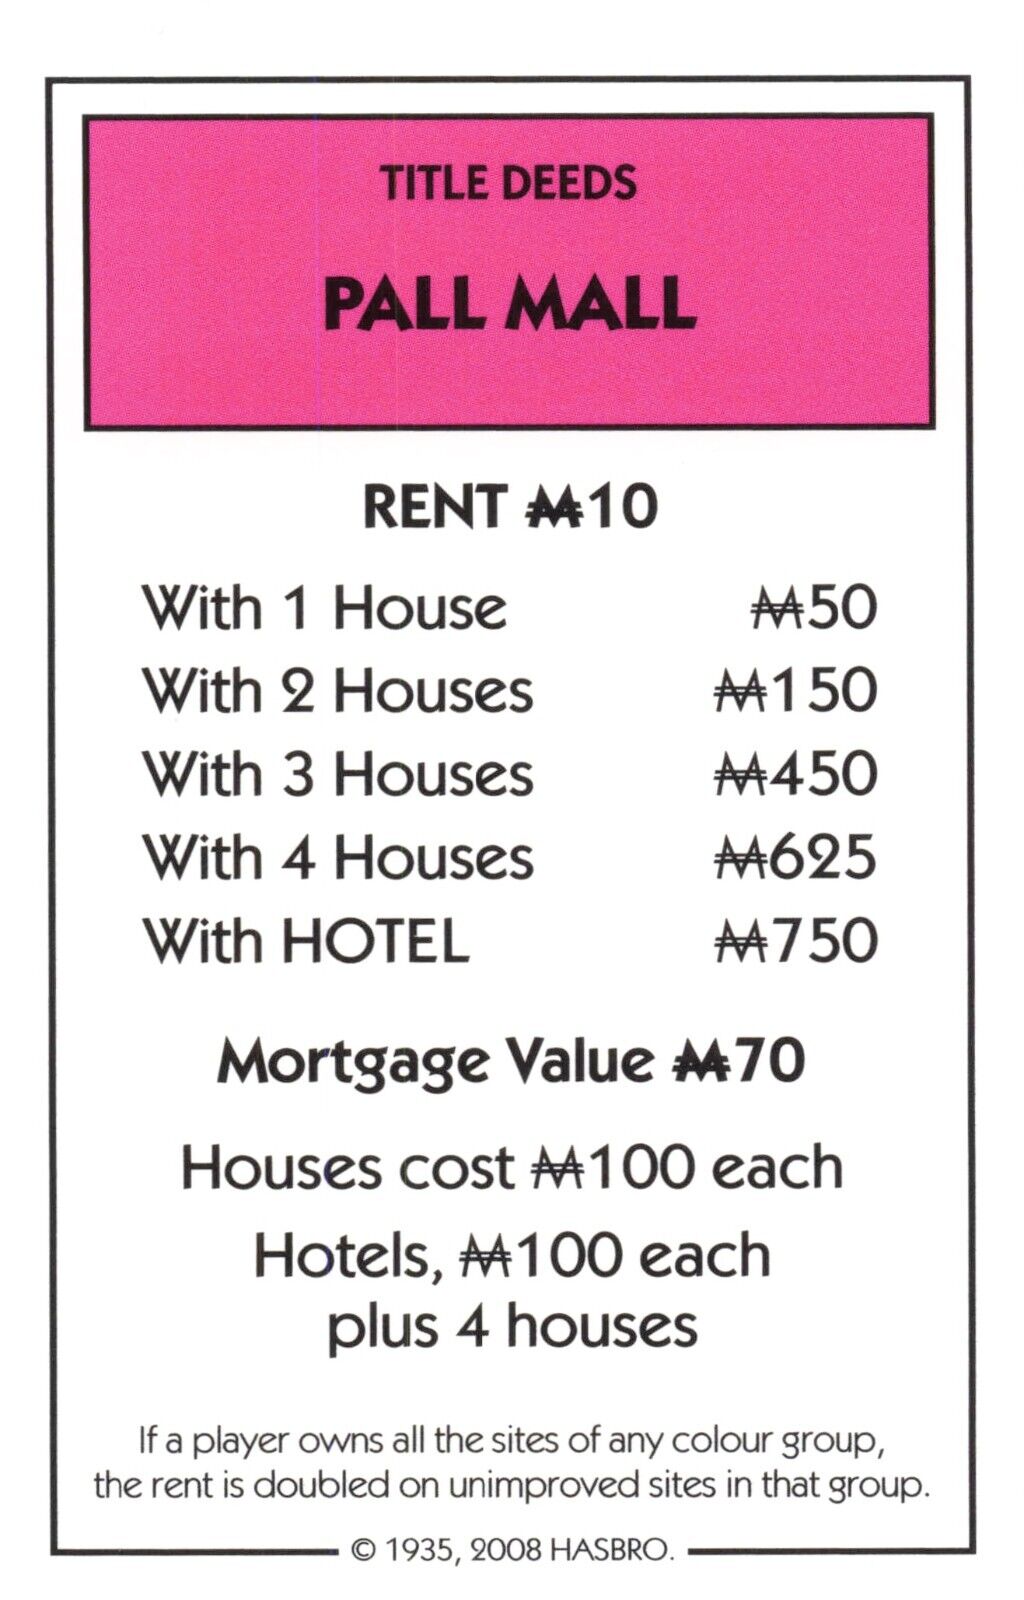 TITLE DEEDS
PALL MALL
RENT ₩10
With 1 House ₩50
With 2 Houses ₩150
With 3 Houses ₩450
With 4 Houses ₩625
With HOTEL ₩750
Mortgage Value ₩70
Houses cost ₩100 each
Hotels, ₩100 each
plus 4 houses
If a player owns all the sites of any colour group,
the rent is doubled on unimproved sites in that group.
© 1935, 2008 HASBRO.